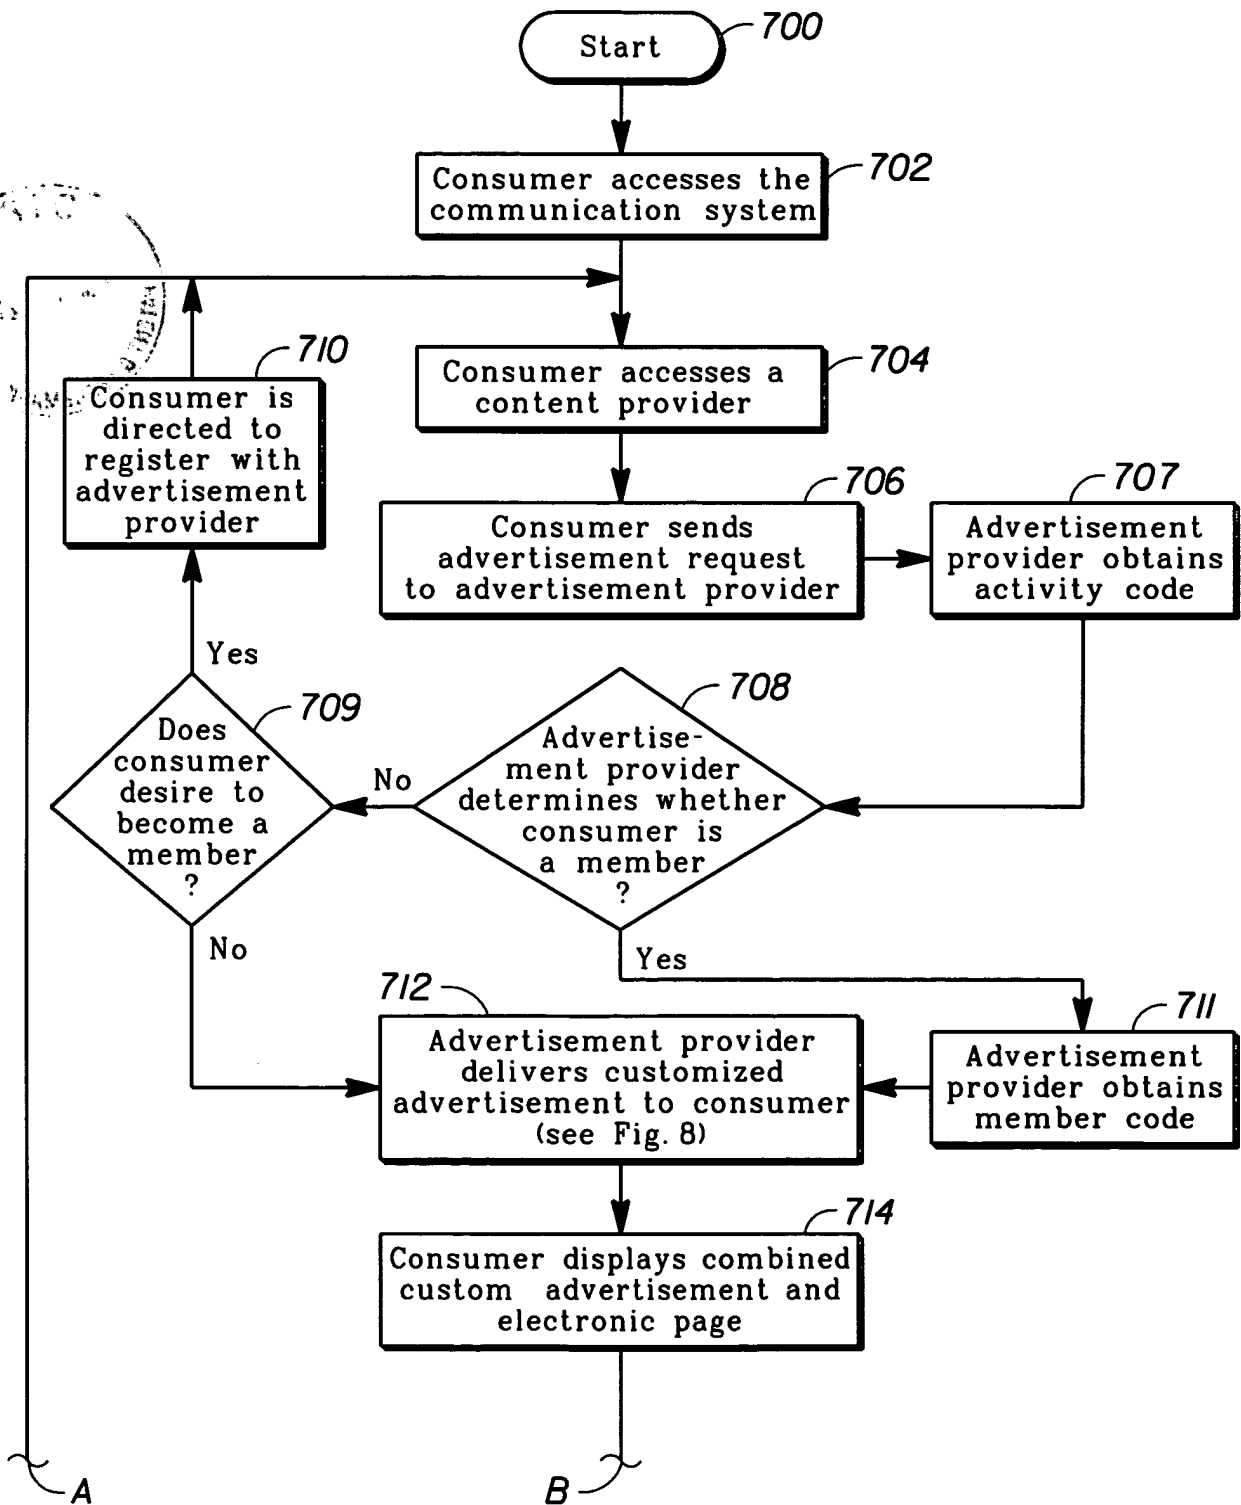 Start
700
Consumer accesses the
communication system
702
Consumer accesses a
content provider
704
710
Consumer is
directed to
register with
advertisement
provider
706
Consumer sends
advertisement request
to advertisement provider
707
Advertisement
provider obtains
activity code
Yes
709
Does
consumer
desire to
become a
member
?
No
708
Advertise-
ment provider
determines whether
consumer is
a member
?
No
Yes
712
Advertisement provider
delivers customized
advertisement to consumer
(see Fig. 8)
711
Advertisement
provider obtains
member code
714
Consumer displays combined
custom advertisement and
electronic page
A
B